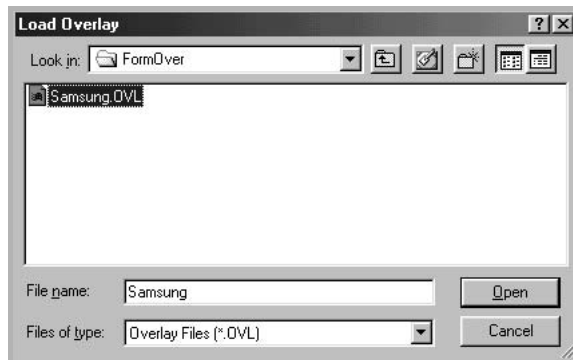 Load Overlay
Look in: FormOver
Samsung.OVL
File name: Samsung Open
Files of type: Overlay Files (*.OVL) Cancel